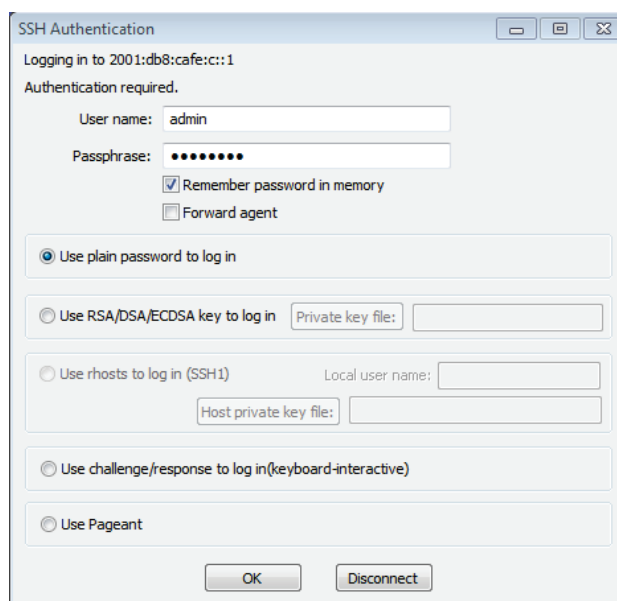 SSH Authentication
Logging in to 2001:db8:cafe:c::1
Authentication required.
User name: admin
Passphrase: ●●●●●●●●
Remember password in memory
Forward agent
Use plain password to log in
Use RSA/DSA/ECDSA key to log in Private key file:
Use rhosts to log in (SSH1) Local user name:
Host private key file:
Use challenge/response to log in(keyboard-interactive)
Use Pageant
OK Disconnect